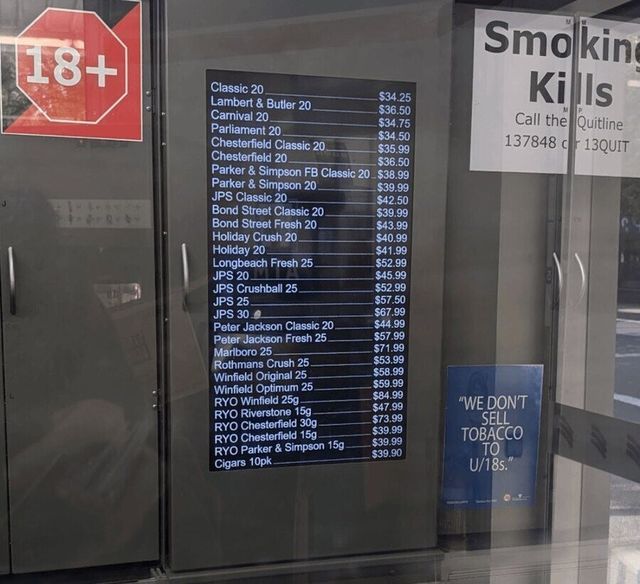 18+
Classic 20 $34.25
Lambert & Butler 20 $36.50
Carnival 20 $34.75
Parliament 20 $34.50
Chesterfield Classic 20 $35.99
Chesterfield 20 $36.50
Parker & Simpson FB Classic 20 $38.99
Parker & Simpson 20 $39.99
JPS Classic 20 $42.50
Bond Street Classic 20 $39.99
Bond Street Fresh 20 $43.99
Holiday Crush 20 $40.99
Holiday 20 $41.99
Longbeach Fresh 25 $52.99
JPS 20 $45.99
JPS Crushball 25 $52.99
JPS 25 $57.50
JPS 30 $67.99
Peter Jackson Classic 20 $44.99
Peter Jackson Fresh 25 $57.99
Marlboro 25 $71.99
Rothmans Crush 25 $53.99
Winfield Original 25 $58.99
Winfield Optimum 25 $59.99
RYO Winfield 25g $84.99
RYO Riverstone 15g $47.99
RYO Chesterfield 30g $73.99
RYO Chesterfield 15g $39.99
RYO Parker & Simpson 15g $39.99
Cigars 10pk $39.90
Smoking
Kills
Call the Quitline
137848 or 13QUIT
"WE DON'T
SELL
TOBACCO
TO
U/18s."